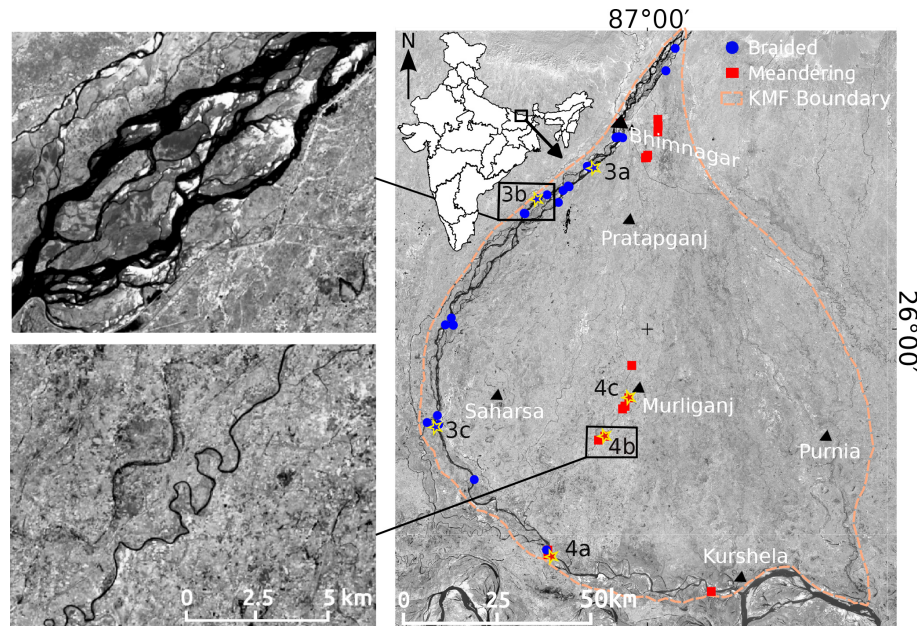 87°00′
N
Braided
Meandering
KMF Boundary
Bhimnagar
3a
3b
Pratapganj
26°00′
4c
Saharsa
Murliganj
3c
4b
Purnia
4a
Kurshela
0 2.5 5 km
0 25 50km